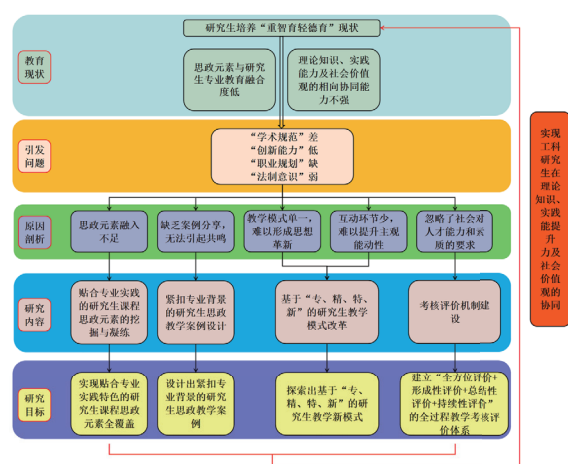 研究生培养“重智育轻德育”现状
教育
现状
思政元素与研究
生专业教育融合
度低
理论知识、实践
能力及社会价值
观的相向协同能
力不强
引发
问题
“学术规范”差
“创新能力”低
“职业规划”缺
“法制意识”弱
原因
剖析
思政元素融入
不足
缺乏案例分享,
无法引起共鸣
教学模式单一,
难以形成思想
革新
互动环节少,
难以提升主观
能动性
忽略了社会对
人才能力和云
质的要求
研究
内容
贴合专业实践
的研究生课程
思政元素的挖
掘与凝练
紧扣专业背景
的研究生思政
教学案例设计
基于“专、精、特、
新”的研究生教学
模式改革
考核评价机制建
设
研究
目标
实现贴合专业
实践特色的研
究生课程思政
元素全覆盖
设计出紧扣专
业背景的研究
生思政教学案
例
探索出基于“专、
精、特、新”的研
究生教学新模式
建立“全方位评价+
形成性评价+总结性
评价+持续性评价”
的全过程教学考核评
价体系
实现
工科
研究
生在
理论
知识、
实践
能提
升
力及
社会
价值
观的
协同